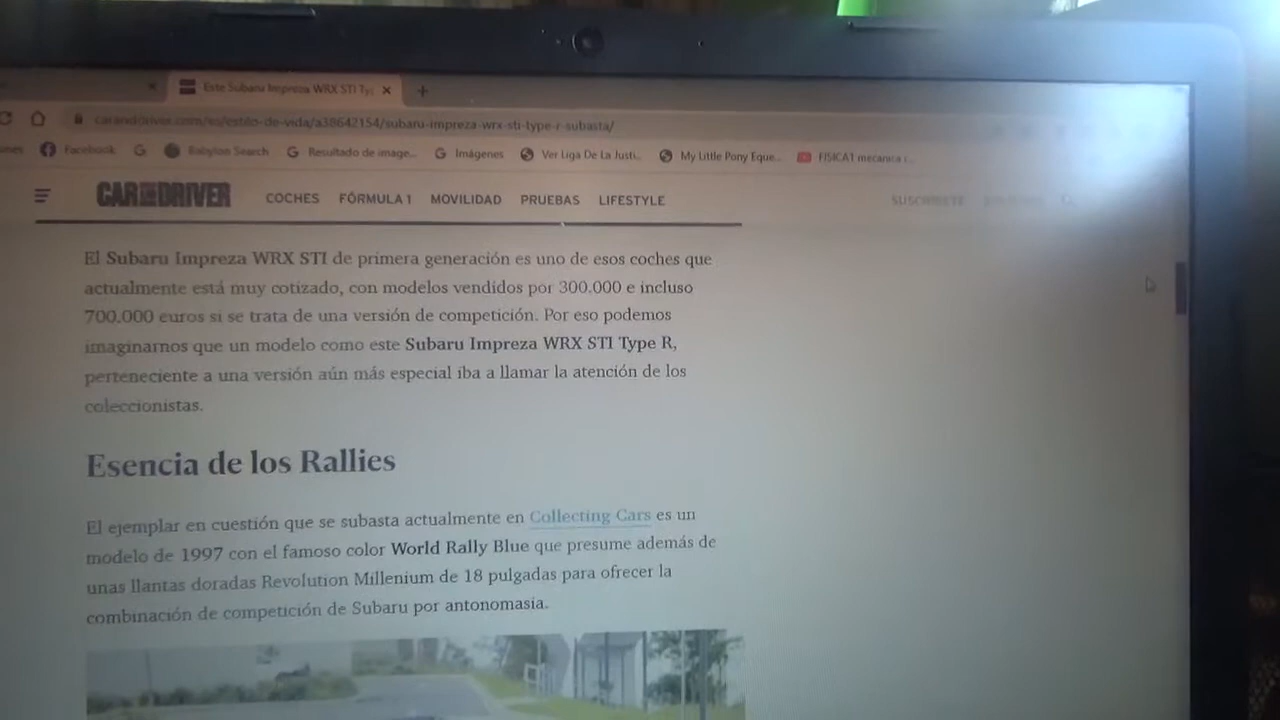 Este Subaru Impreza WRX STI Ty
carandriver.com/es/estilo-de-vida/a38642154/subaru-impreza-wrx-sti-type-r-subasta/
Facebook
Babylon Search
Resultado de image...
Imágenes
Ver Liga De La Justi...
My Little Pony Eque...
FISICA1 mecanica
CAR AND DRIVER
COCHES
FÓRMULA 1
MOVILIDAD
PRUEBAS
LIFESTYLE
SUSCRÍBETE
El Subaru Impreza WRX STI de primera generación es uno de esos coches que
actualmente está muy cotizado, con modelos vendidos por 300.000 e incluso
700.000 euros si se trata de una versión de competición. Por eso podemos
imaginarnos que un modelo como este Subaru Impreza WRX STI Type R,
perteneciente a una versión aún más especial iba a llamar la atención de los
coleccionistas.
Esencia de los Rallies
El ejemplar en cuestión que se subasta actualmente en Collecting Cars es un
modelo de 1997 con el famoso color World Rally Blue que presume además de
unas llantas doradas Revolution Millenium de 18 pulgadas para ofrecer la
combinación de competición de Subaru por antonomasia.